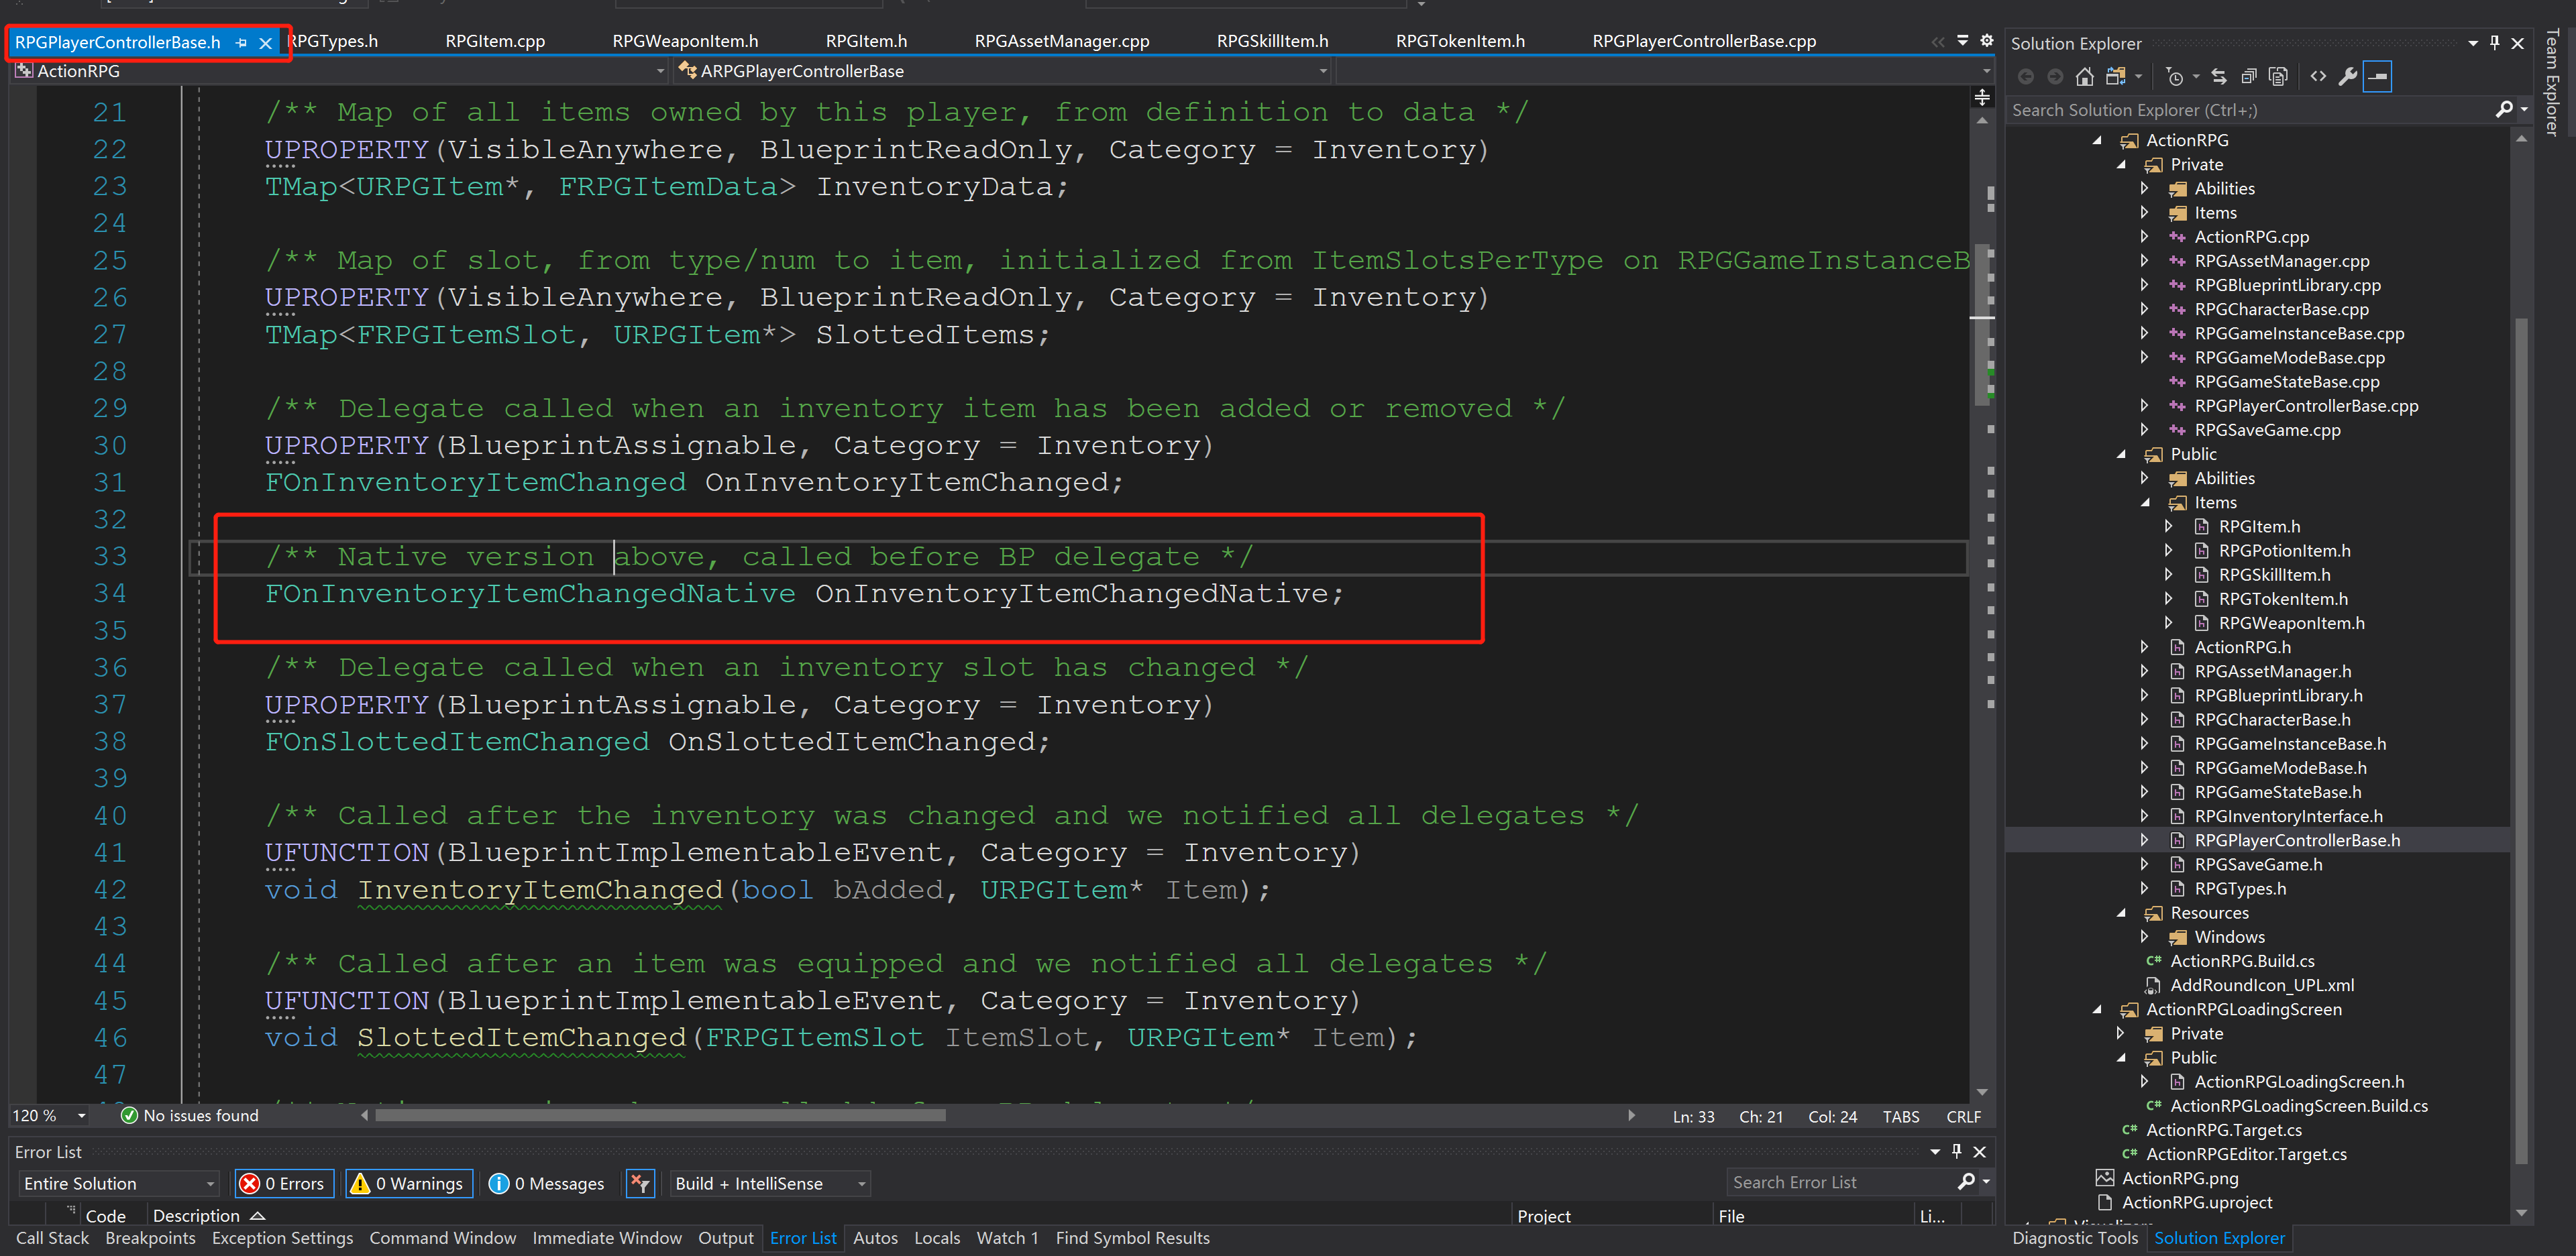 RPGPlayerControllerBase.h
RPGTypes.h
RPGItem.cpp
RPGWeaponItem.h
RPGItem.h
RPGAssetManager.cpp
RPGSkillItem.h
RPGTokenItem.h
RPGPlayerControllerBase.cpp
ActionRPG
ARPGPlayerControllerBase
21 /** Map of all items owned by this player, from definition to data */
22 UPROPERTY(VisibleAnywhere, BlueprintReadOnly, Category = Inventory)
23 TMap<URPGItem*, FRPGItemData> InventoryData;
24
25 /** Map of slot, from type/num to item, initialized from ItemSlotsPerType on RPGGameInstanceB
26 UPROPERTY(VisibleAnywhere, BlueprintReadOnly, Category = Inventory)
27 TMap<FRPGItemSlot, URPGItem*> SlottedItems;
28
29 /** Delegate called when an inventory item has been added or removed */
30 UPROPERTY(BlueprintAssignable, Category = Inventory)
31 FOnInventoryItemChanged OnInventoryItemChanged;
32
33 /** Native version above, called before BP delegate */
34 FOnInventoryItemChangedNative OnInventoryItemChangedNative;
35
36 /** Delegate called when an inventory slot has changed */
37 UPROPERTY(BlueprintAssignable, Category = Inventory)
38 FOnSlottedItemChanged OnSlottedItemChanged;
39
40 /** Called after the inventory was changed and we notified all delegates */
41 UFUNCTION(BlueprintImplementableEvent, Category = Inventory)
42 void InventoryItemChanged(bool bAdded, URPGItem* Item);
43
44 /** Called after an item was equipped and we notified all delegates */
45 UFUNCTION(BlueprintImplementableEvent, Category = Inventory)
46 void SlottedItemChanged(FRPGItemSlot ItemSlot, URPGItem* Item);
47
120 %
No issues found
Ln: 33
Ch: 21
Col: 24
TABS
CRLF
Error List
Entire Solution
0 Errors
0 Warnings
0 Messages
Build + IntelliSense
Search Error List
Code
Description
Project
File
Li...
Call Stack
Breakpoints
Exception Settings
Command Window
Immediate Window
Output
Error List
Autos
Locals
Watch 1
Find Symbol Results
Solution Explorer
Search Solution Explorer (Ctrl+;)
ActionRPG
Private
Abilities
Items
ActionRPG.cpp
RPGAssetManager.cpp
RPGBlueprintLibrary.cpp
RPGCharacterBase.cpp
RPGGameInstanceBase.cpp
RPGGameModeBase.cpp
RPGGameStateBase.cpp
RPGPlayerControllerBase.cpp
RPGSaveGame.cpp
Public
Abilities
Items
RPGItem.h
RPGPotionItem.h
RPGSkillItem.h
RPGTokenItem.h
RPGWeaponItem.h
ActionRPG.h
RPGAssetManager.h
RPGBlueprintLibrary.h
RPGCharacterBase.h
RPGGameInstanceBase.h
RPGGameModeBase.h
RPGGameStateBase.h
RPGInventoryInterface.h
RPGPlayerControllerBase.h
RPGSaveGame.h
RPGTypes.h
Resources
Windows
ActionRPG.Build.cs
AddRoundIcon_UPL.xml
ActionRPGLoadingScreen
Private
Public
ActionRPGLoadingScreen.h
ActionRPGLoadingScreen.Build.cs
ActionRPG.Target.cs
ActionRPGEditor.Target.cs
ActionRPG.png
ActionRPG.uproject
Diagnostic Tools
Solution Explorer
Team Explorer